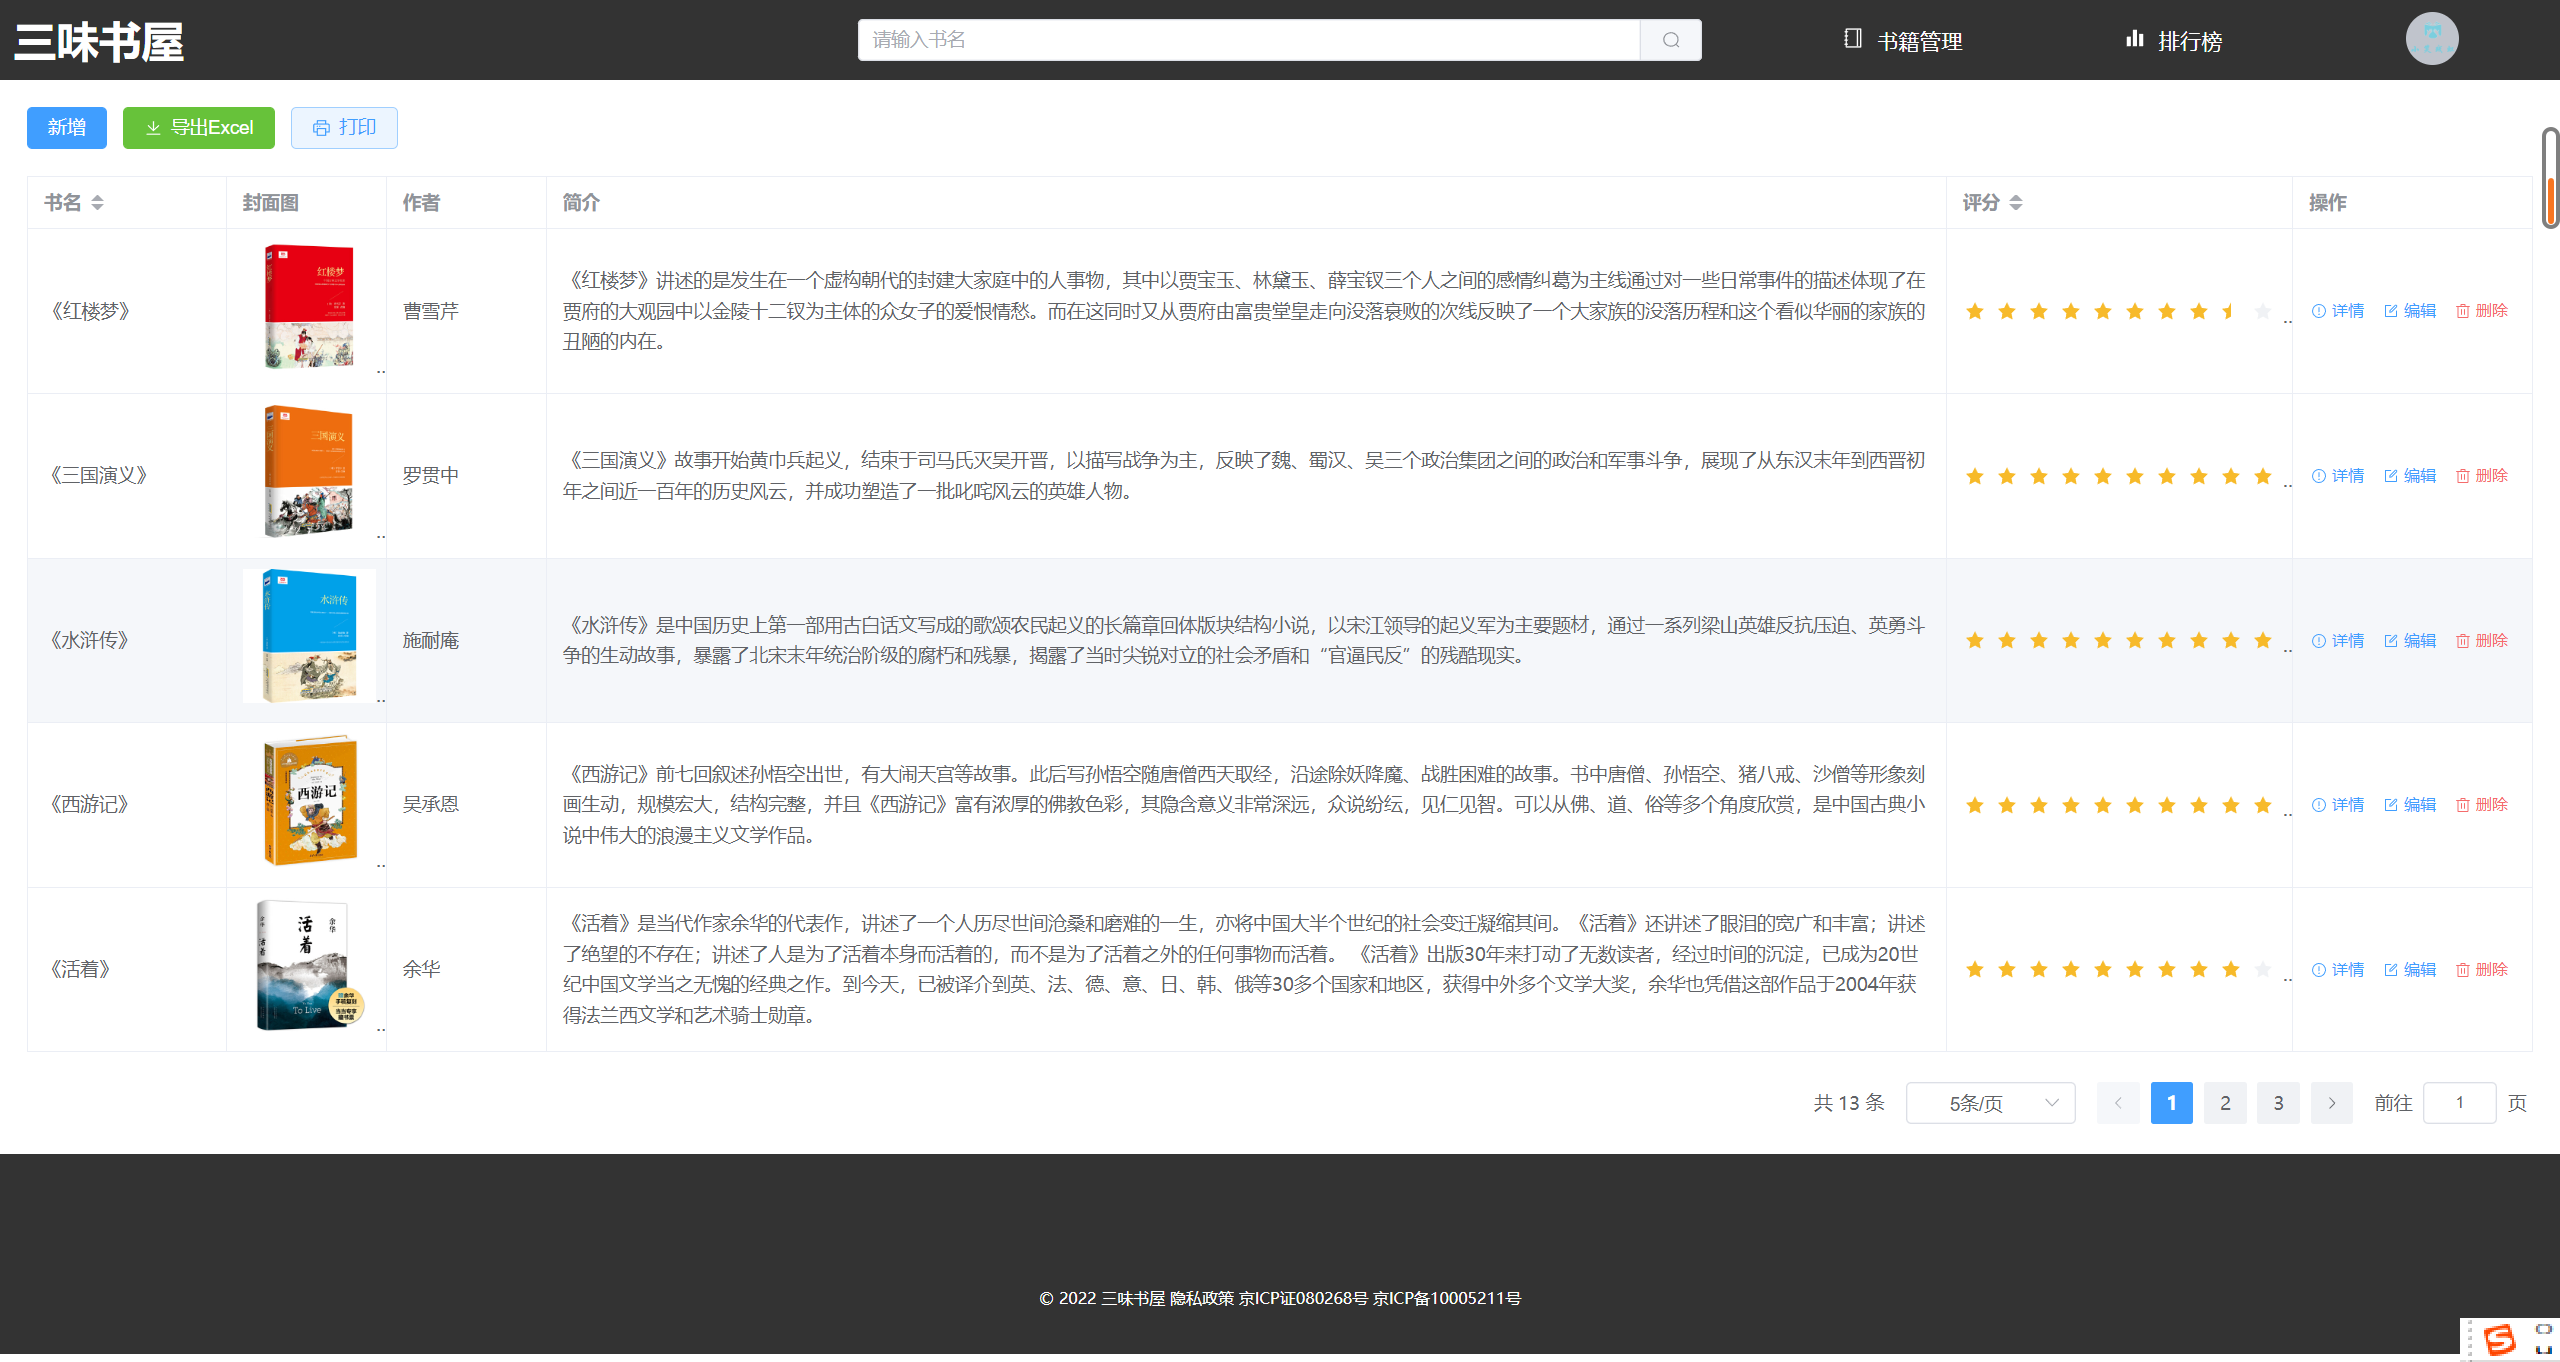 三味书屋
请输入书名
书籍管理
排行榜
新增
导出Excel
打印
书名
封面图
作者
简介
评分
操作
《红楼梦》
红楼梦
曹雪芹
《红楼梦》讲述的是发生在一个虚构朝代的封建大家庭中的人事物，其中以贾宝玉、林黛玉、薛宝钗三个人之间的感情纠葛为主线通过对一些日常事件的描述体现了在
贾府的大观园中以金陵十二钗为主体的众女子的爱恨情愁。而在这同时又从贾府由富贵堂皇走向没落衰败的次线反映了一个大家族的没落历程和这个看似华丽的家族的
丑陋的内在。
详情
编辑
删除
《三国演义》
三国演义
罗贯中
《三国演义》故事开始黄巾兵起义，结束于司马氏灭吴开晋，以描写战争为主，反映了魏、蜀汉、吴三个政治集团之间的政治和军事斗争，展现了从东汉末年到西晋初
年之间近一百年的历史风云，并成功塑造了一批叱咤风云的英雄人物。
详情
编辑
删除
《水浒传》
水浒传
施耐庵
《水浒传》是中国历史上第一部用古白话文写成的歌颂农民起义的长篇章回体版块结构小说，以宋江领导的起义军为主要题材，通过一系列梁山英雄反抗压迫、英勇斗
争的生动故事，暴露了北宋末年统治阶级的腐朽和残暴，揭露了当时尖锐对立的社会矛盾和“官逼民反”的残酷现实。
详情
编辑
删除
《西游记》
西游记
吴承恩
《西游记》前七回叙述孙悟空出世，有大闹天宫等故事。此后写孙悟空随唐僧西天取经，沿途除妖降魔、战胜困难的故事。书中唐僧、孙悟空、猪八戒、沙僧等形象刻
画生动，规模宏大，结构完整，并且《西游记》富有浓厚的佛教色彩，其隐含意义非常深远，众说纷纭，见仁见智。可以从佛、道、俗等多个角度欣赏，是中国古典小
说中伟大的浪漫主义文学作品。
详情
编辑
删除
《活着》
活着
余华
To Live
余华
《活着》是当代作家余华的代表作，讲述了一个人历尽世间沧桑和磨难的一生，亦将中国大半个世纪的社会变迁凝缩其间。《活着》还讲述了眼泪的宽广和丰富；讲述
了绝望的不存在；讲述了人是为了活着本身而活着的，而不是为了活着之外的任何事物而活着。 《活着》出版30年来打动了无数读者，经过时间的沉淀，已成为20世
纪中国文学当之无愧的经典之作。到今天，已被译介到英、法、德、意、日、韩、俄等30多个国家和地区，获得中外多个文学大奖，余华也凭借这部作品于2004年获
得法兰西文学和艺术骑士勋章。
详情
编辑
删除
共 13 条
5条/页
1
2
3
前往
1
页
© 2022 三味书屋 隐私政策 京ICP证080268号 京ICP备10005211号